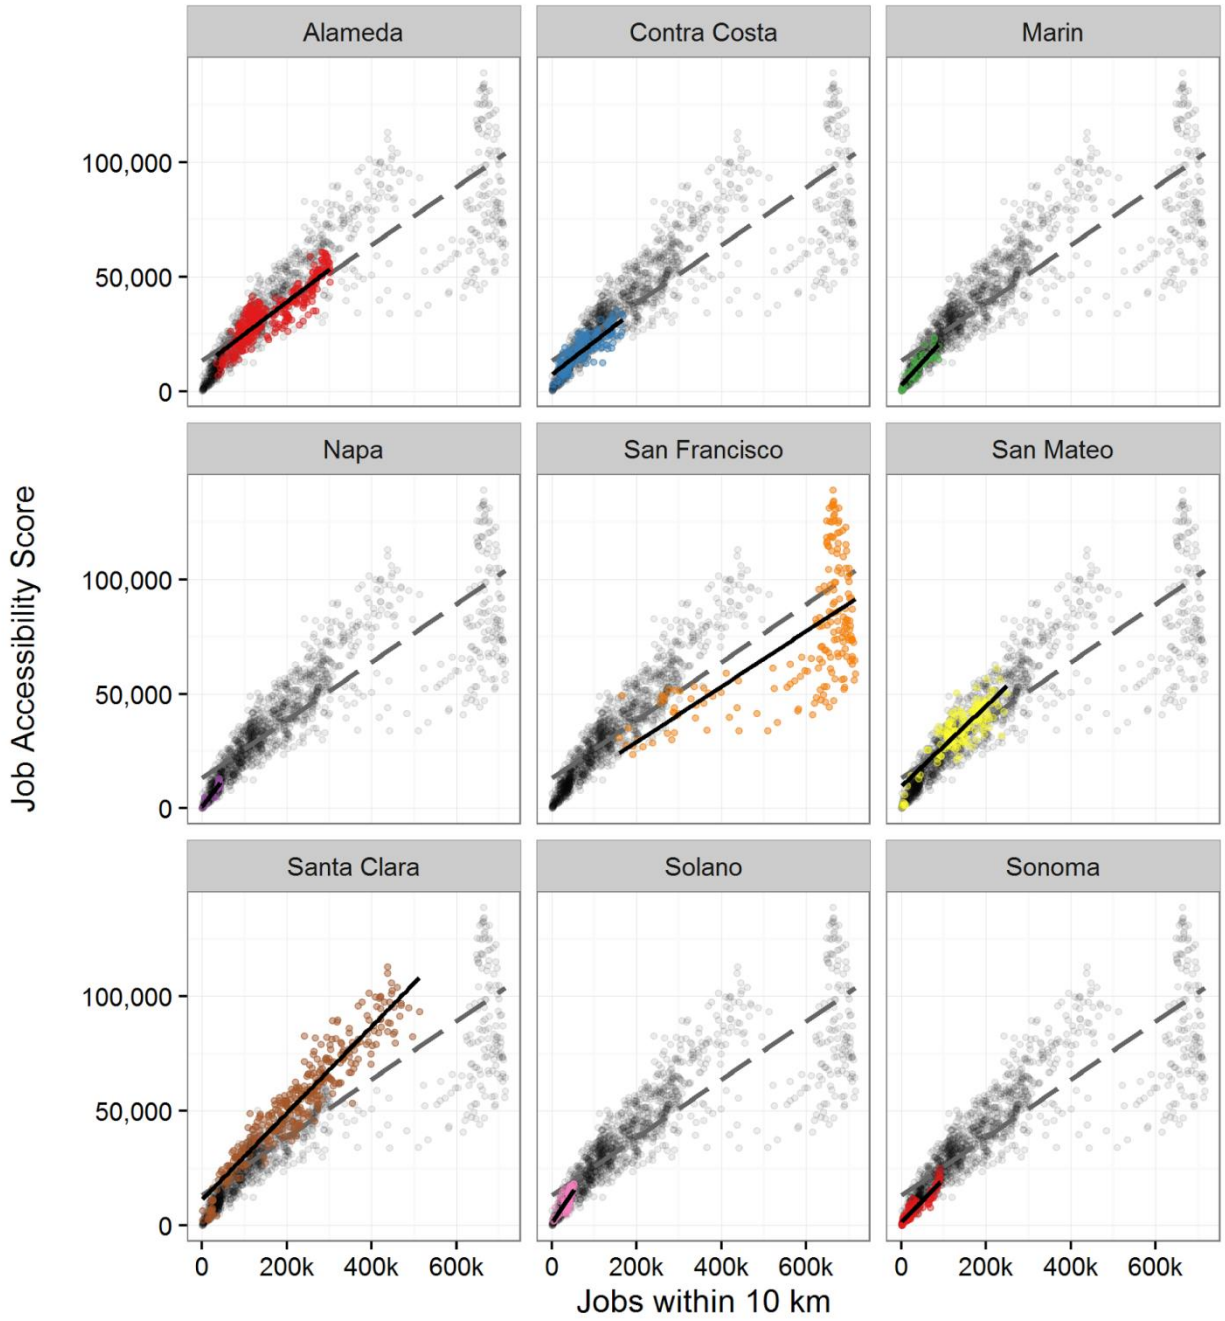 Alameda
Contra Costa
Marin
100,000
50,000
0
Napa
San Francisco
San Mateo
Job Accessibility Score
100,000
50,000
0
Santa Clara
Solano
Sonoma
100,000
50,000
0
0 200k 400k 600k 0 200k 400k 600k 0 200k 400k 600k
Jobs within 10 km